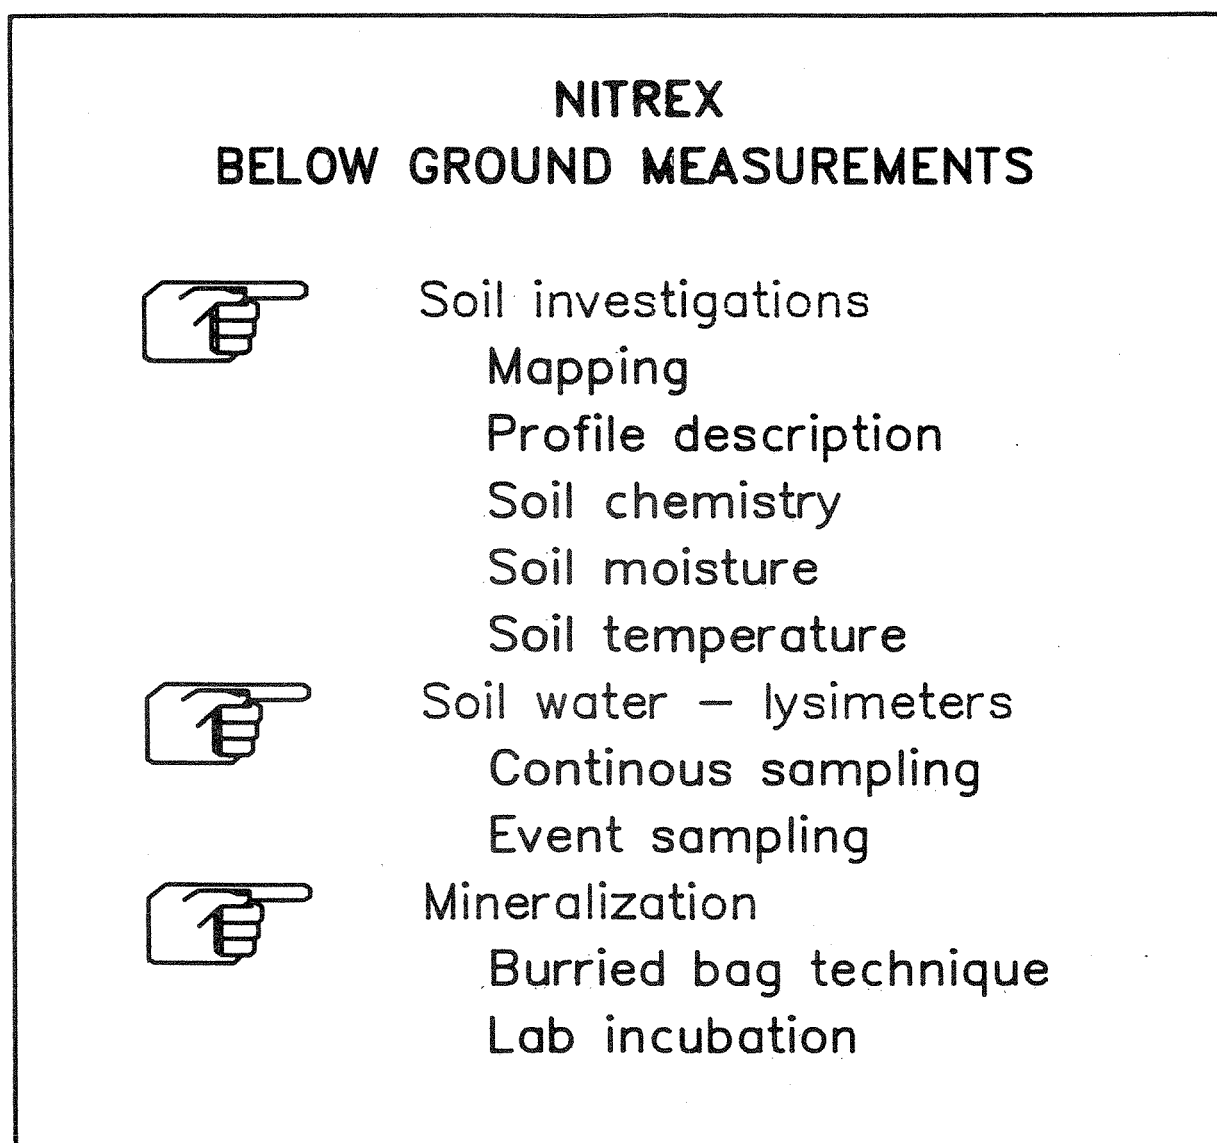 NITREX
BELOW GROUND MEASUREMENTS
Soil investigations
Mapping
Profile description
Soil chemistry
Soil moisture
Soil temperature
Soil water – lysimeters
Continous sampling
Event sampling
Mineralization
Burried bag technique
Lab incubation